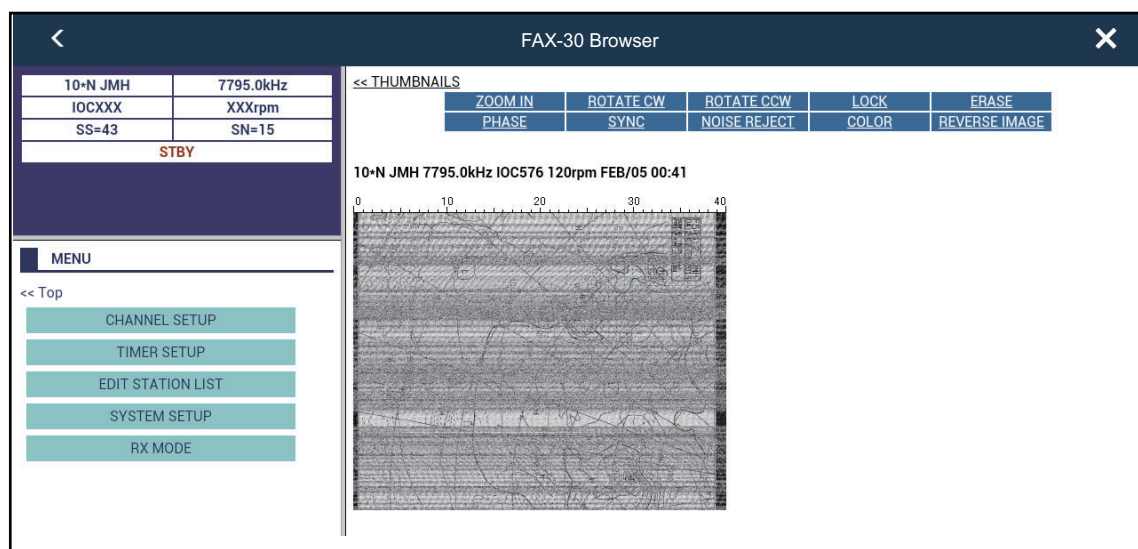 FAX-30 Browser
10*N JMH 7795.0kHz
IOCXXX XXXrpm
SS=43 SN=15
STBY
MENU
<< Top
CHANNEL SETUP
TIMER SETUP
EDIT STATION LIST
SYSTEM SETUP
RX MODE
<< THUMBNAILS
ZOOM IN ROTATE CW ROTATE CCW LOCK ERASE
PHASE SYNC NOISE REJECT COLOR REVERSE IMAGE
10*N JMH 7795.0kHz IOC576 120rpm FEB/05 00:41
0 10 20 30 40